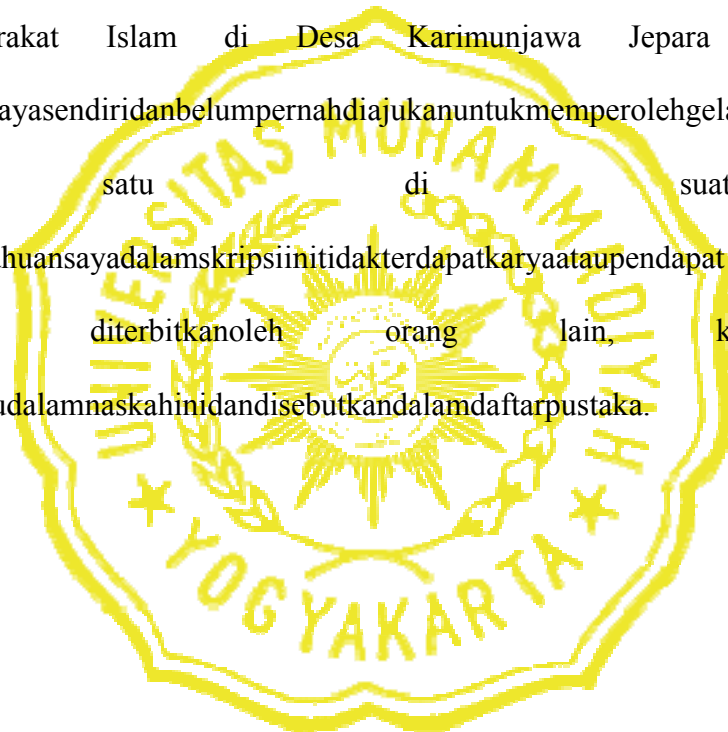 rakat Islam di Desa Karimunjawa Jepara
ayasendiridanbelumpernahdiajukanuntukmemperolehgela
satu di suat
huansayadalamskripsiinitidakterdapatkaryaataupendapat
diterbitkanoleh orang lain, k
udalamnaskahinidandisebutkandalamdaftarpustaka.
UNIVERSITAS MUHAMMADIYAH
YOGYAKARTA